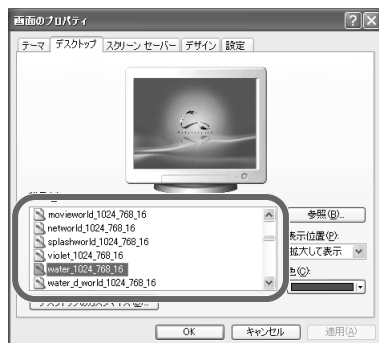 画面のプロパティ
テーマ デスクトップ スクリーン セーバー デザイン 設定
movieworld_1024_768_16
networld_1024_768_16
splashworld_1024_768_16
violet_1024_768_16
water_1024_768_16
water_d_world_1024_768_16
参照(B)...
表示位置(P):
拡大して表示
色(C):
OK キャンセル 適用(A)